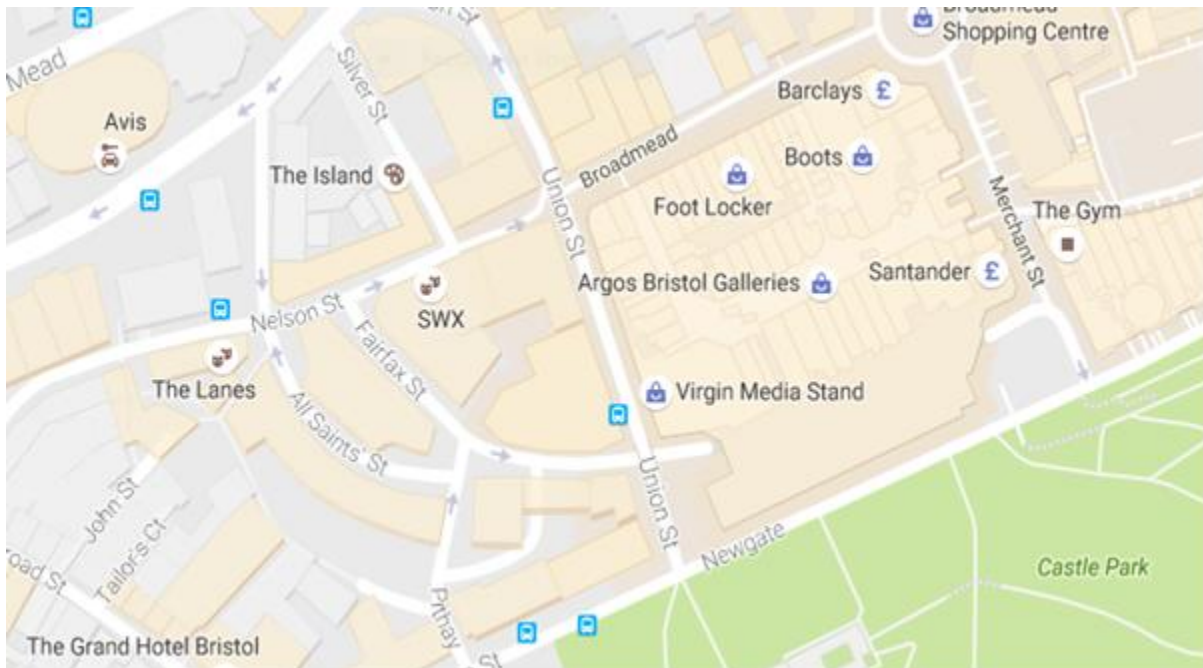 Broadmead
Shopping Centre
Mead
Silver St
Barclays
£
Avis
Broadmead
Boots
The Island
Union St
Foot Locker
Merchant St
The Gym
Argos Bristol Galleries
Santander
£
Nelson St
SWX
Fairfax St
The Lanes
Virgin Media Stand
All Saints' St
Union St
John St
Tailor's Ct
Newgate
Castle Park
Pithay
The Grand Hotel Bristol
St